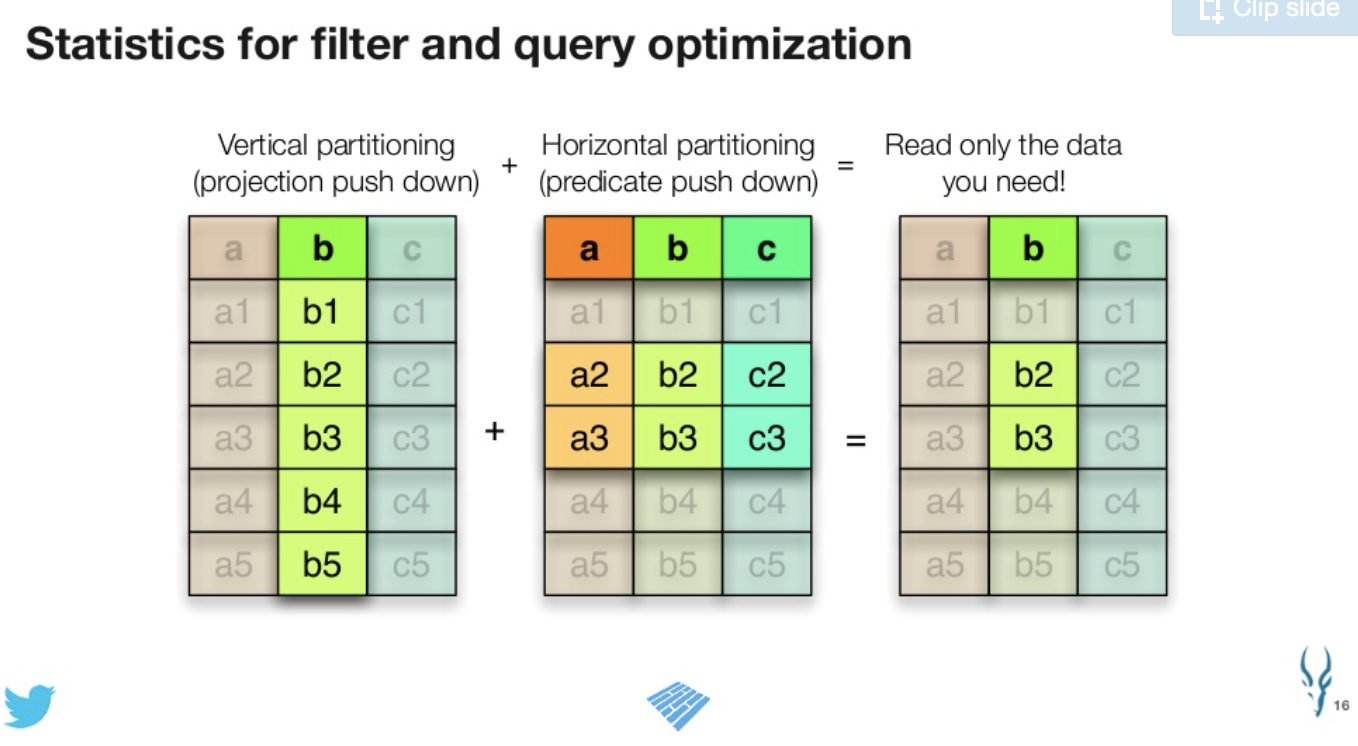 Clip slide
Statistics for filter and query optimization
Vertical partitioning
(projection push down)
+
Horizontal partitioning
(predicate push down)
=
Read only the data
you need!
a b c
a1 b1 c1
a2 b2 c2
a3 b3 c3
a4 b4 c4
a5 b5 c5
+
a b c
a1 b1 c1
a2 b2 c2
a3 b3 c3
a4 b4 c4
a5 b5 c5
=
a b c
a1 b1 c1
a2 b2 c2
a3 b3 c3
a4 b4 c4
a5 b5 c5
16